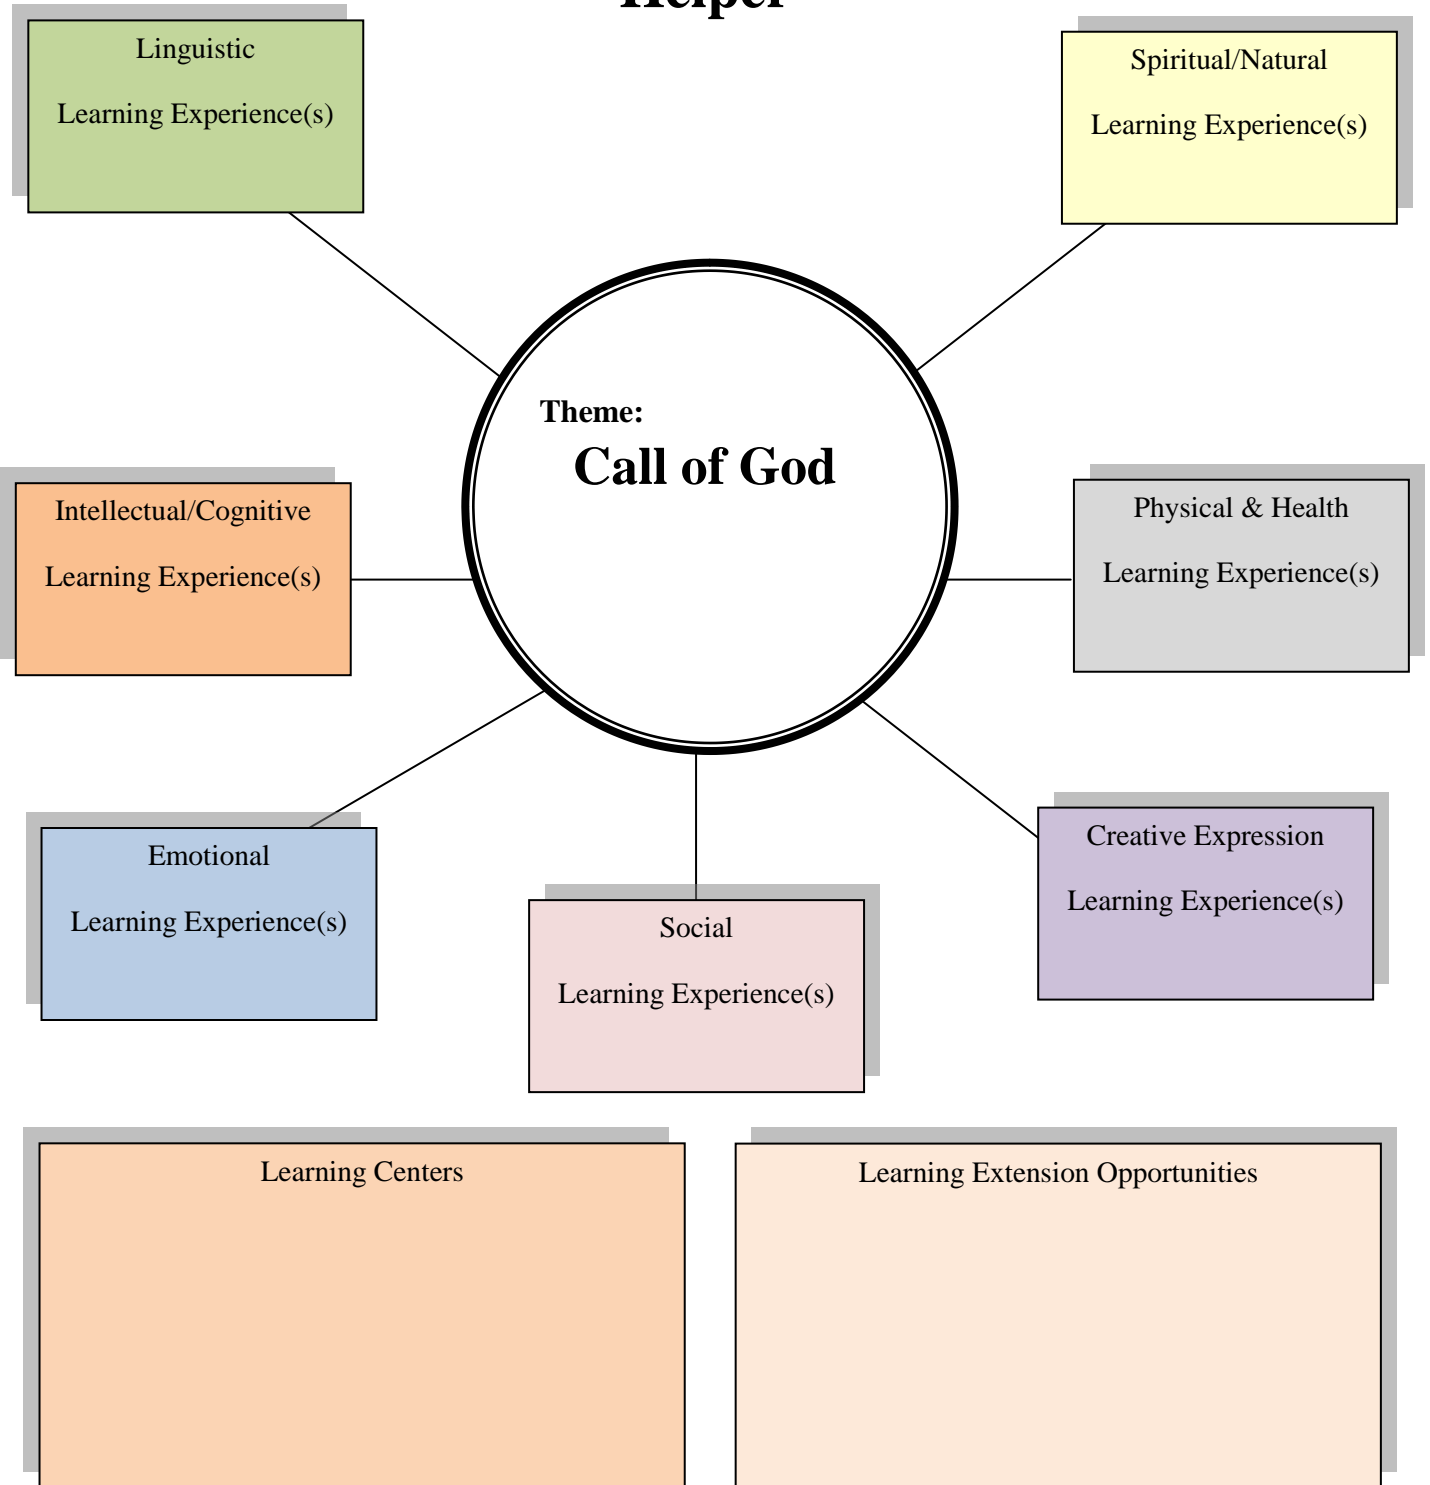 Helper
Linguistic
Learning Experience(s)
Spiritual/Natural
Learning Experience(s)
Theme:
Call of God
Intellectual/Cognitive
Learning Experience(s)
Physical & Health
Learning Experience(s)
Emotional
Learning Experience(s)
Social
Learning Experience(s)
Creative Expression
Learning Experience(s)
Learning Centers
Learning Extension Opportunities